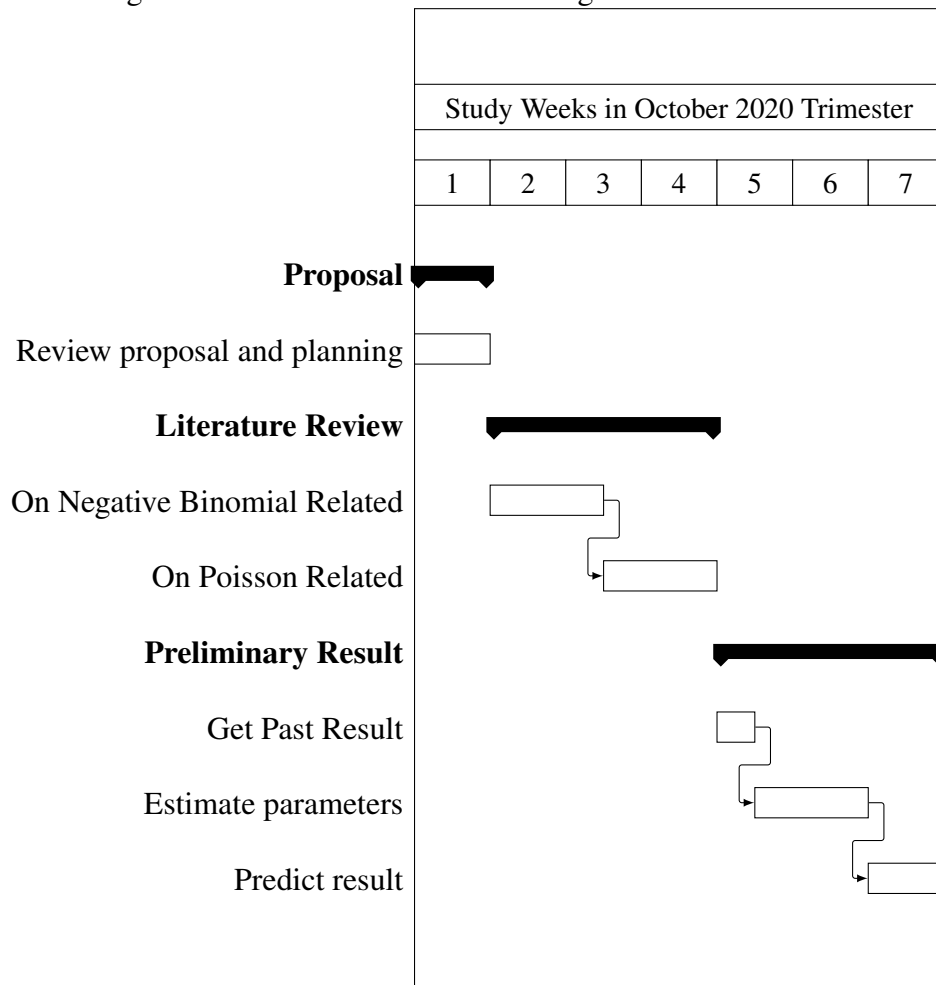 Study Weeks in October 2020 Trimester
1 2 3 4 5 6 7
Proposal
Review proposal and planning
Literature Review
On Negative Binomial Related
On Poisson Related
Preliminary Result
Get Past Result
Estimate parameters
Predict result